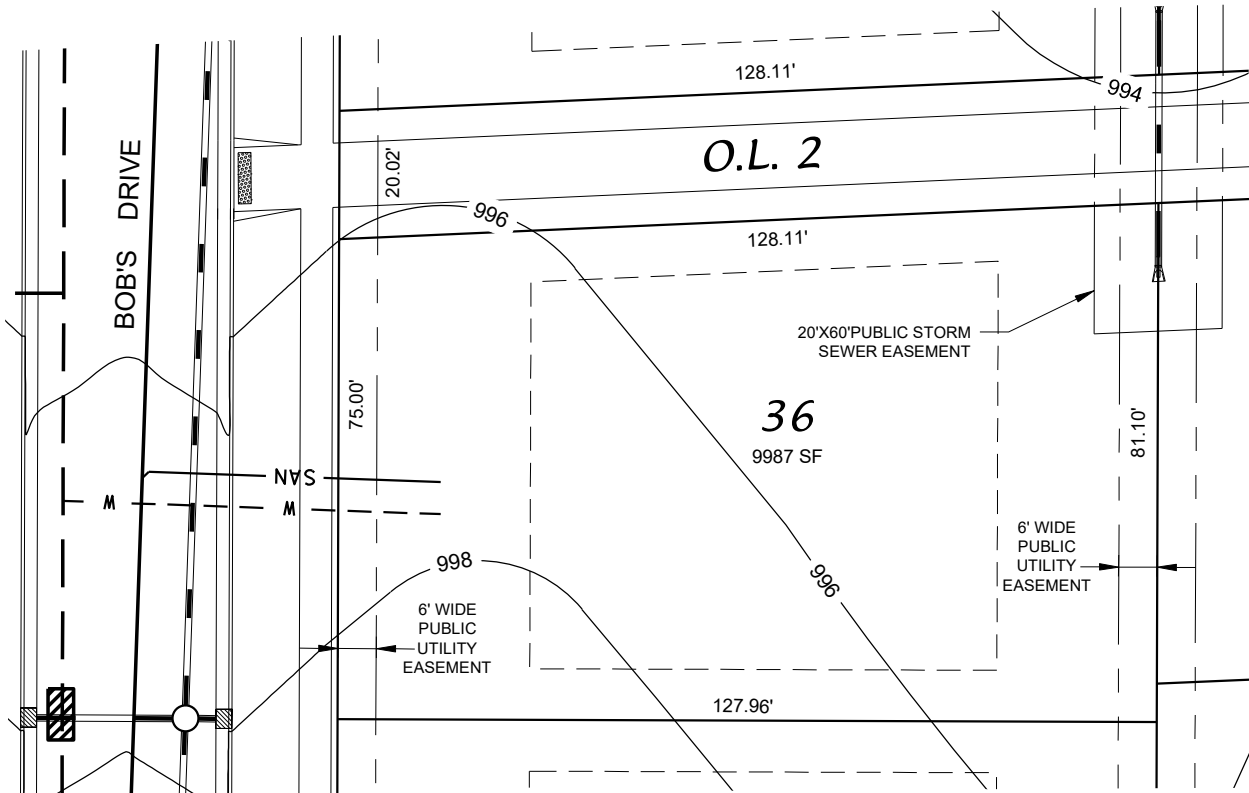 128.11'
994
O.L. 2
BOB'S DRIVE
20.02'
996
128.11'
20'X60'PUBLIC STORM
SEWER EASEMENT
75.00'
36
9987 SF
81.10'
SAN
W
W
6' WIDE
PUBLIC
UTILITY
EASEMENT
998
996
6' WIDE
PUBLIC
UTILITY
EASEMENT
127.96'